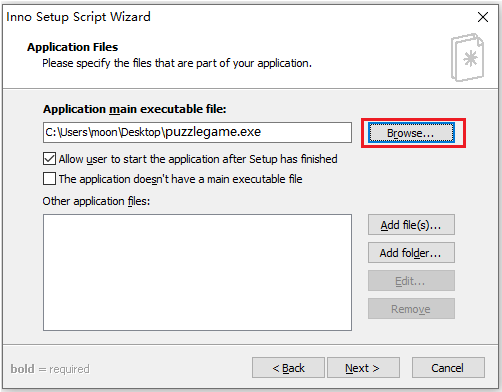 Inno Setup Script Wizard
Application Files
Please specify the files that are part of your application.
Application main executable file:
C:\Users\moon\Desktop\puzzlegame.exe
Browse...
Allow user to start the application after Setup has finished
The application doesn't have a main executable file
Other application files:
Add file(s)...
Add folder...
Edit...
Remove
bold = required
< Back
Next >
Cancel